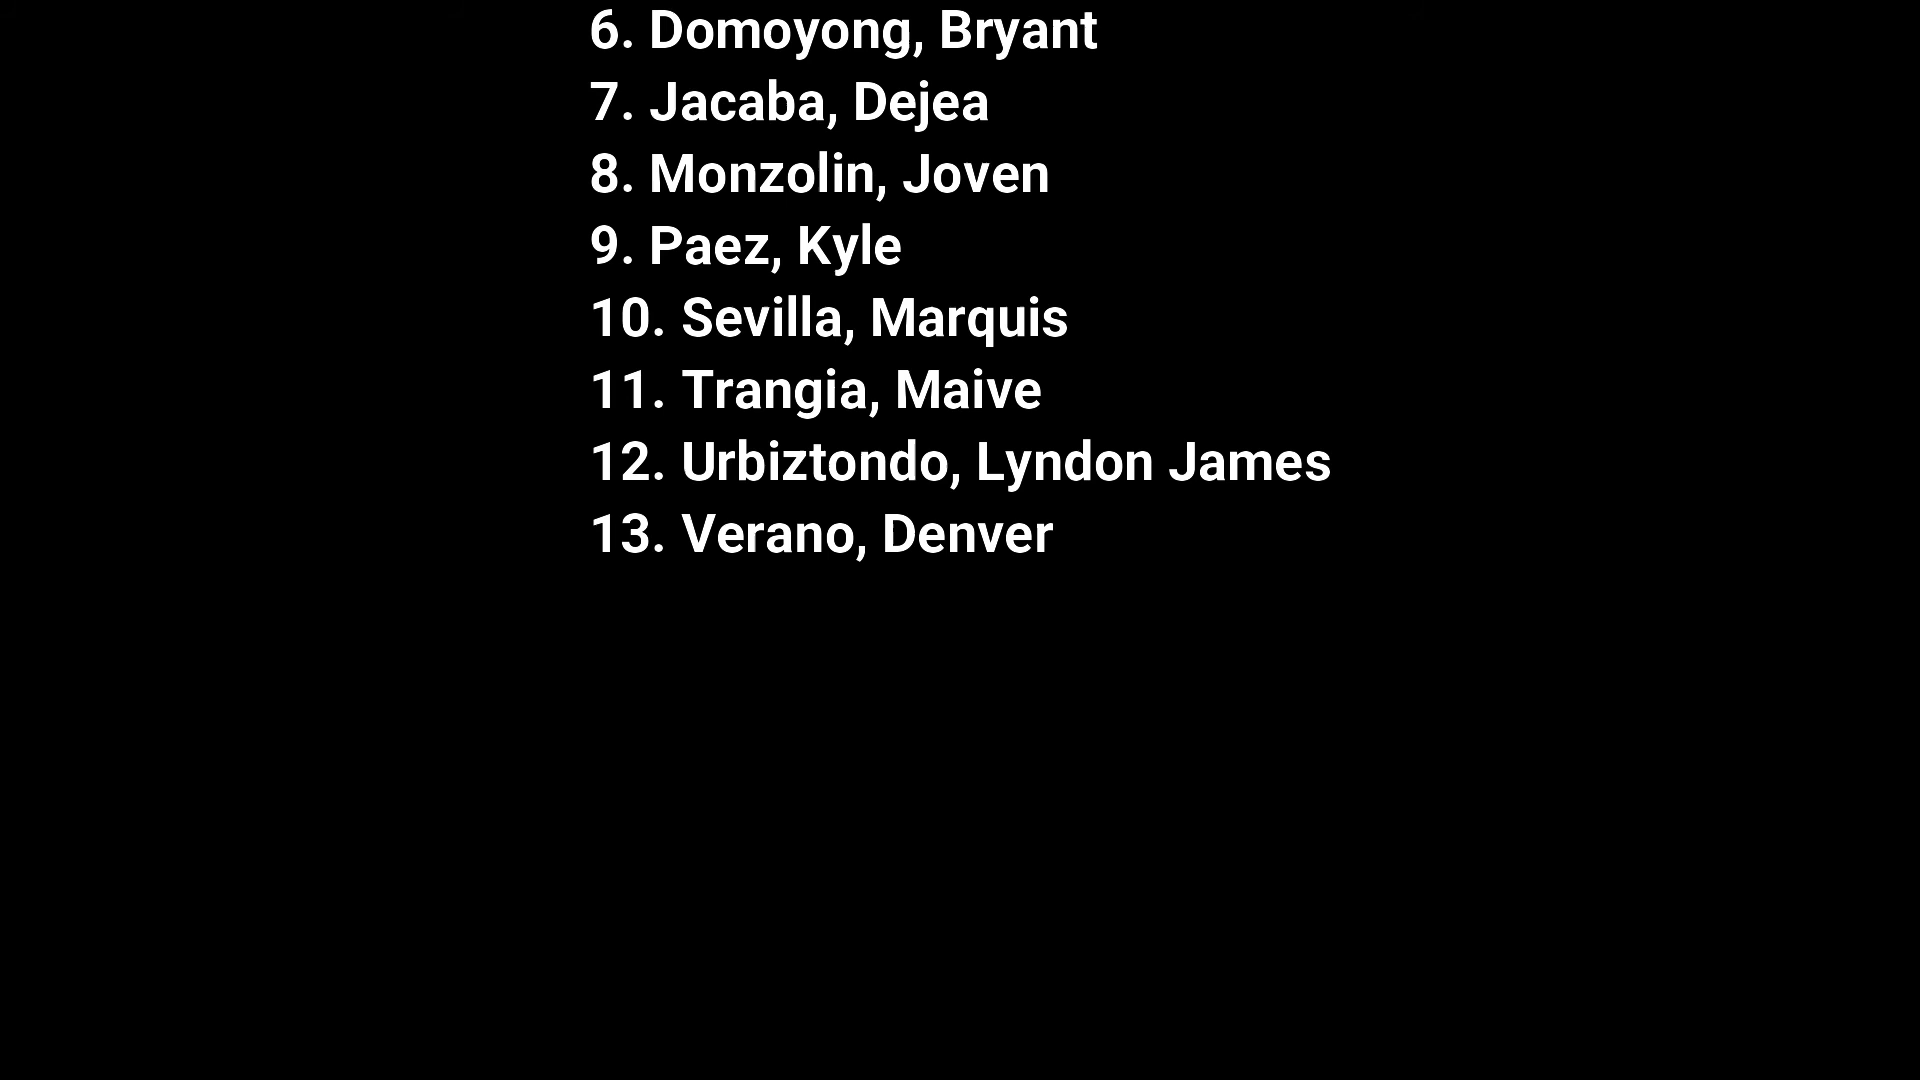 6. Domoyong, Bryant
7. Jacaba, Dejea
8. Monzolin, Joven
9. Paez, Kyle
10. Sevilla, Marquis
11. Trangia, Maive
12. Urbiztondo, Lyndon James
13. Verano, Denver